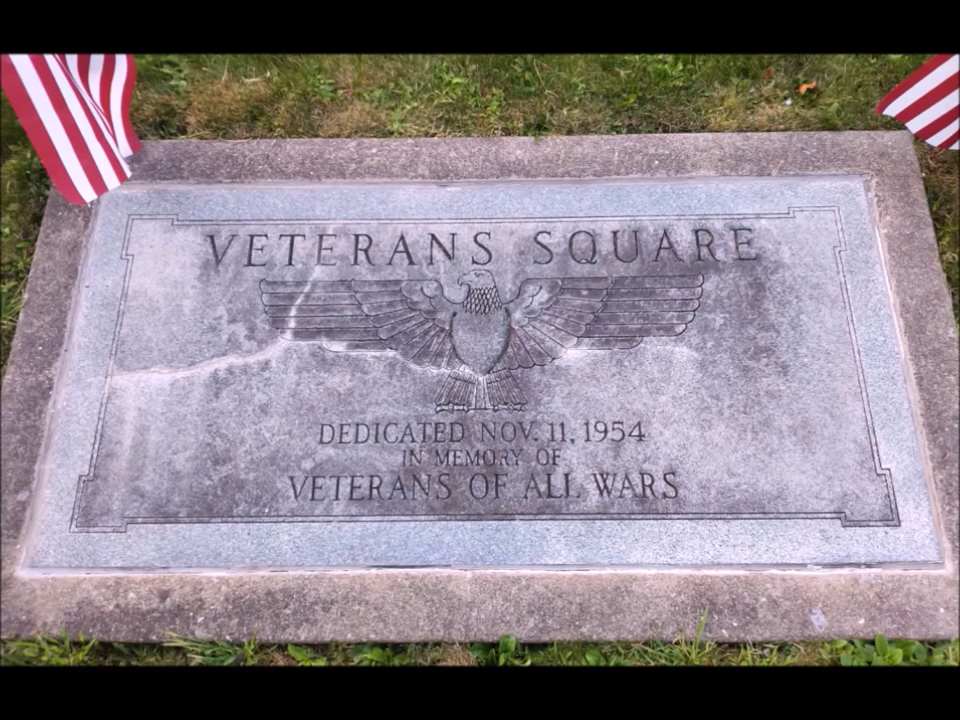 VETERANS SQUARE
DEDICATED NOV. 11, 1954
IN MEMORY OF
VETERANS OF ALL WARS